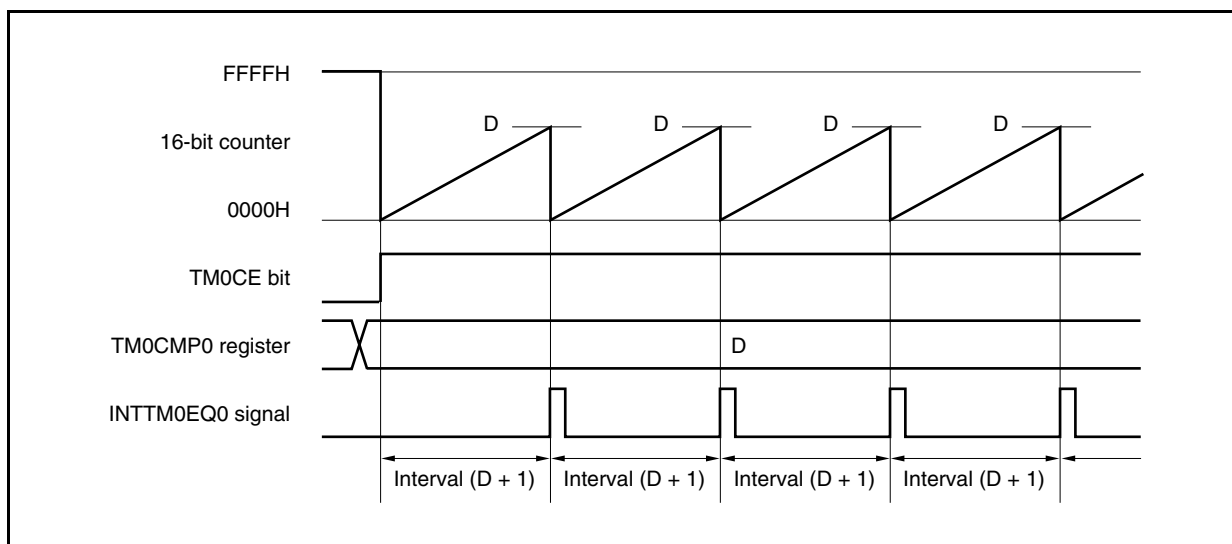 FFFFH
D D D D
16-bit counter
0000H
TM0CE bit
TM0CMP0 register
D
INTTM0EQ0 signal
Interval (D + 1) Interval (D + 1) Interval (D + 1) Interval (D + 1)